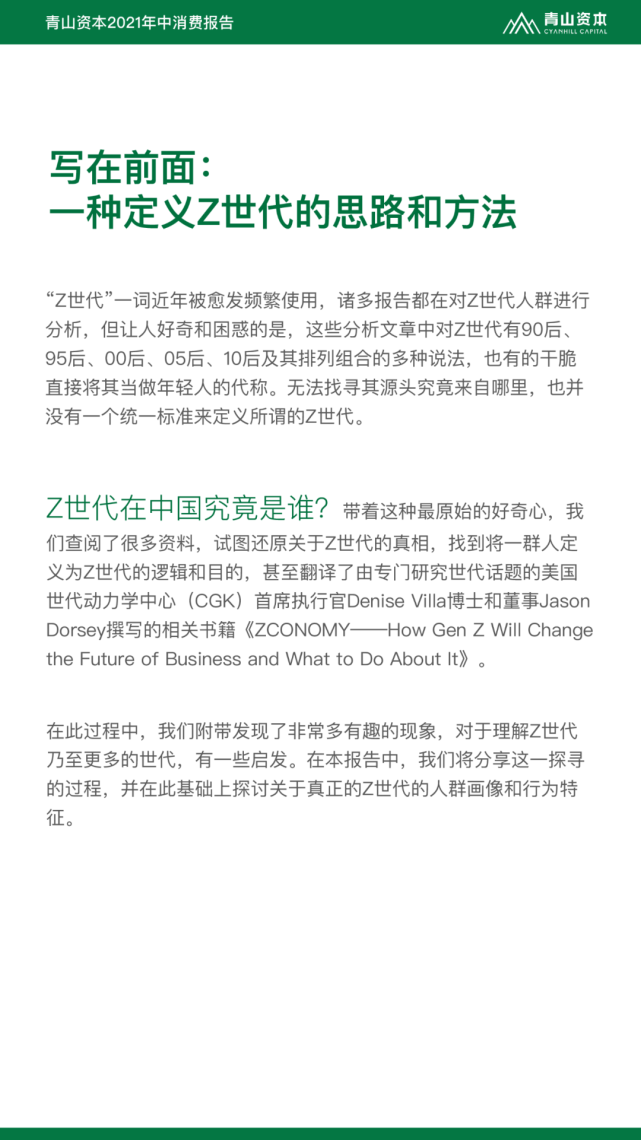 青山资本2021年中消费报告
青山资本
CYANHILL CAPITAL
写在前面：
一种定义Z世代的思路和方法
“Z世代”一词近年被愈发频繁使用，诸多报告都在对Z世代人群进行
分析，但让人好奇和困惑的是，这些分析文章中对Z世代有90后、
95后、00后、05后、10后及其排列组合的多种说法，也有的干脆
直接将其当做年轻人的代称。无法找寻其源头究竟来自哪里，也并
没有一个统一标准来定义所谓的Z世代。
Z世代在中国究竟是谁？带着这种最原始的好奇心，我
们查阅了很多资料，试图还原关于Z世代的真相，找到将一群人定
义为Z世代的逻辑和目的，甚至翻译了由专门研究世代话题的美国
世代动力学中心（CGK）首席执行官Denise Villa博士和董事Jason
Dorsey撰写的相关书籍《ZCONOMY——How Gen Z Will Change
the Future of Business and What to Do About It》。
在此过程中，我们附带发现了非常多有趣的现象，对于理解Z世代
乃至更多的世代，有一些启发。在本报告中，我们将分享这一探寻
的过程，并在此基础上探讨关于真正的Z世代的人群画像和行为特
征。